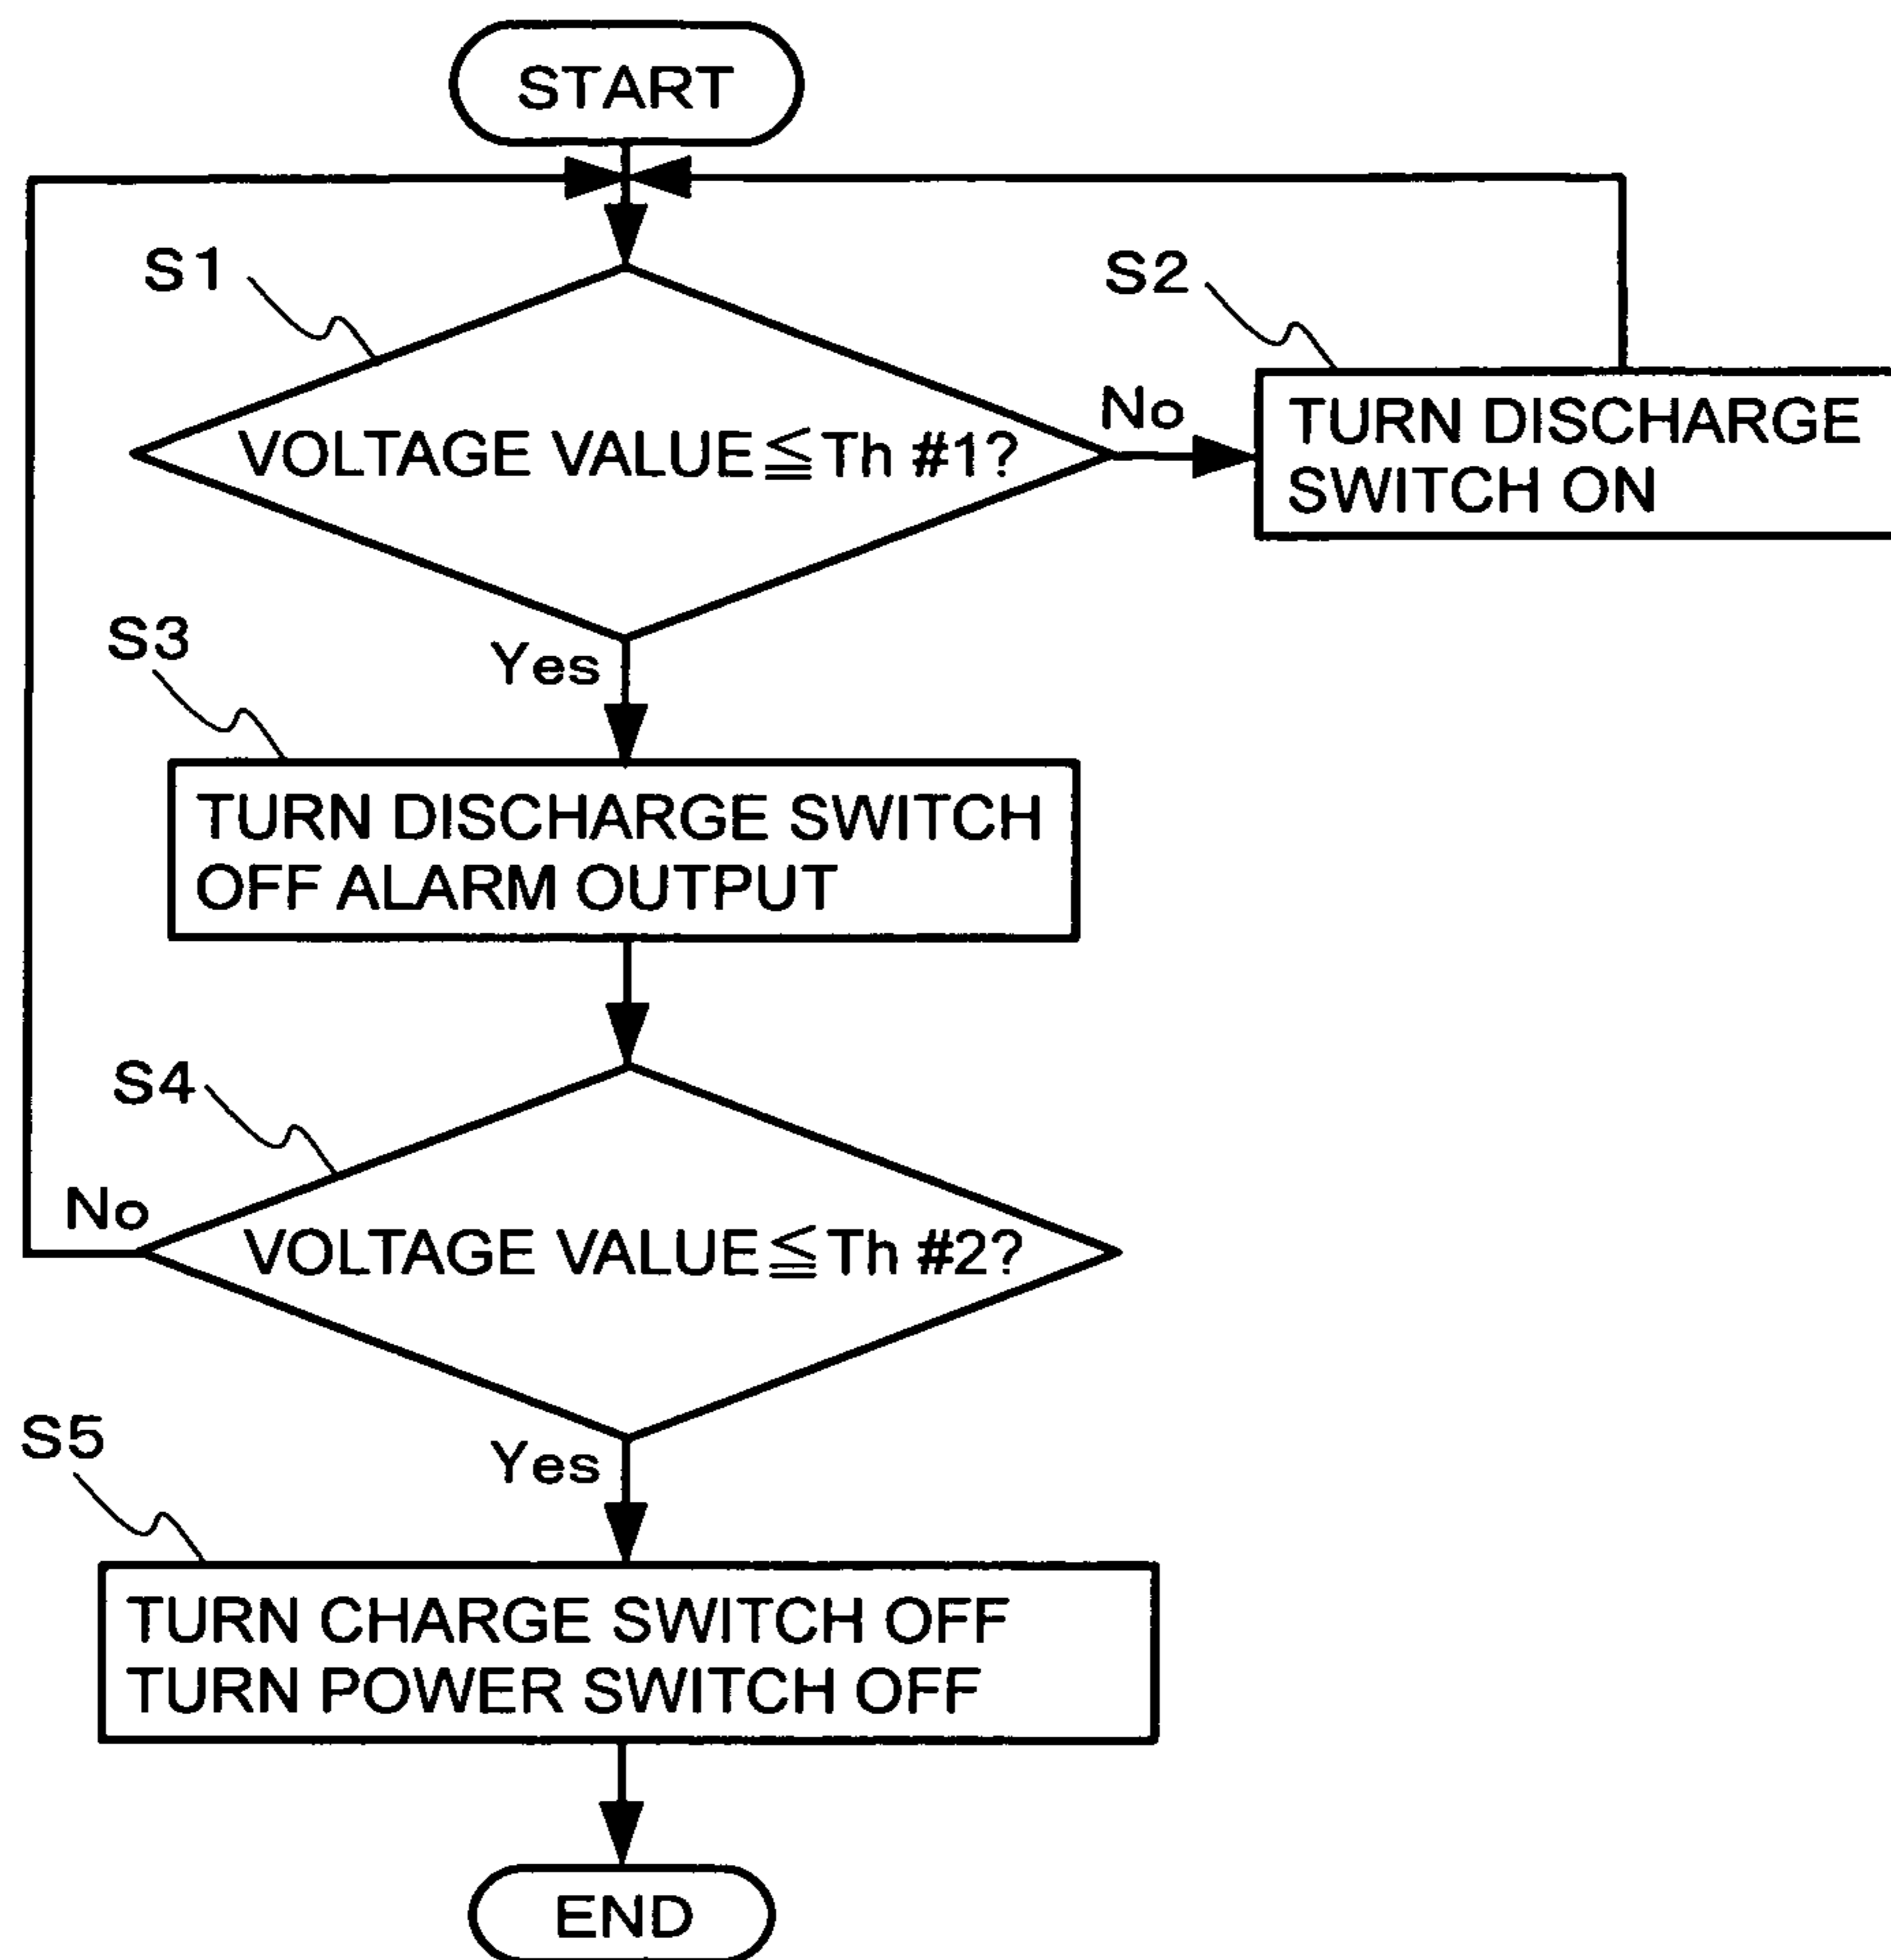 START
S1
VOLTAGE VALUE≦Th #1?
No
S2
TURN DISCHARGE
SWITCH ON
Yes
S3
TURN DISCHARGE SWITCH
OFF ALARM OUTPUT
S4
No
VOLTAGE VALUE≦Th #2?
Yes
S5
TURN CHARGE SWITCH OFF
TURN POWER SWITCH OFF
END